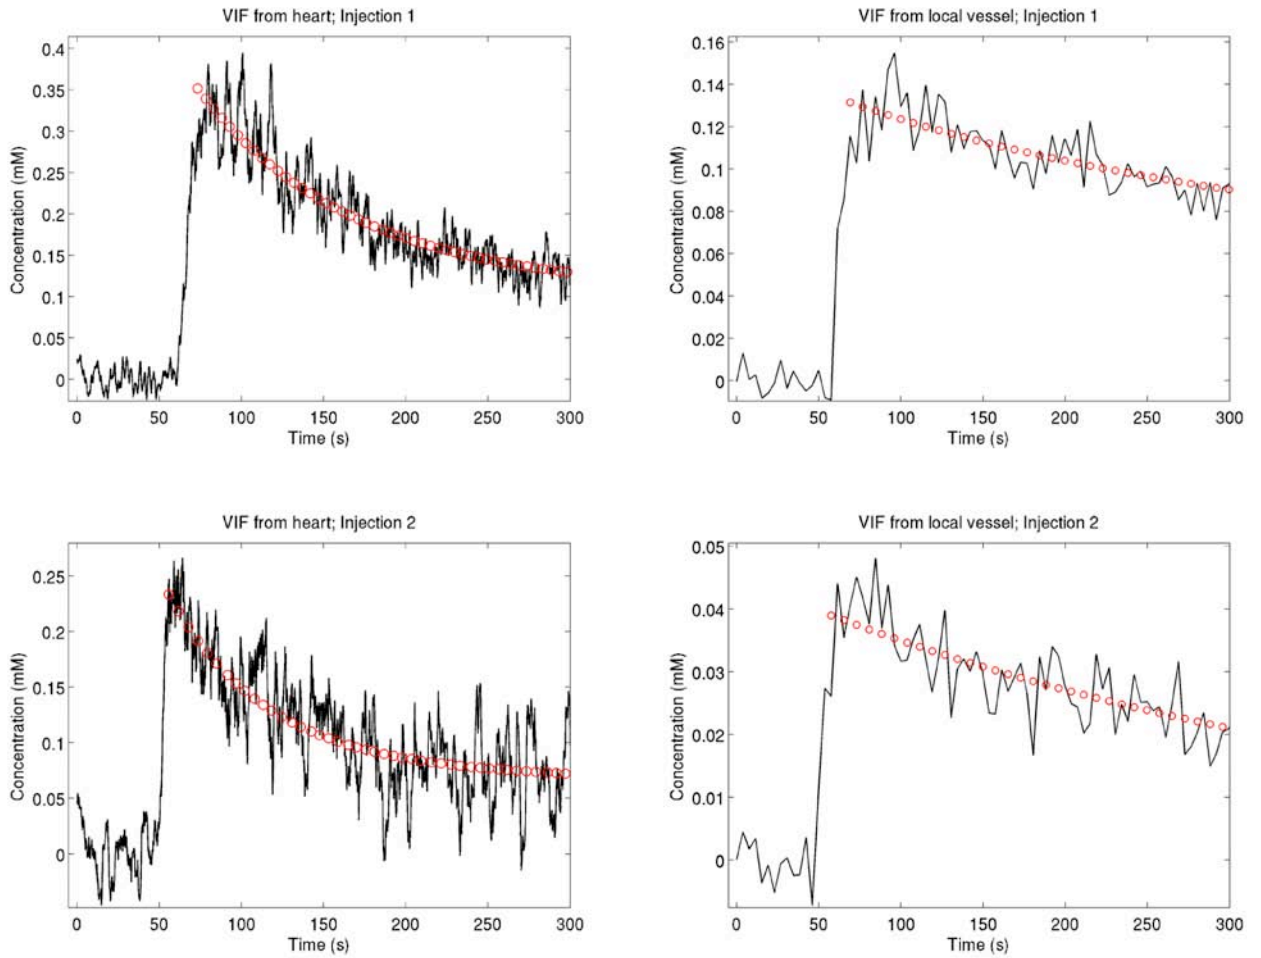 VIF from heart; Injection 1
Concentration (mM)
0.4
0.35
0.3
0.25
0.2
0.15
0.1
0.05
0
0 50 100 150 200 250 300
Time (s)
VIF from local vessel; Injection 1
Concentration (mM)
0.16
0.14
0.12
0.1
0.08
0.06
0.04
0.02
0
0 50 100 150 200 250 300
Time (s)
VIF from heart; Injection 2
Concentration (mM)
0.25
0.2
0.15
0.1
0.05
0
0 50 100 150 200 250 300
Time (s)
VIF from local vessel; Injection 2
Concentration (mM)
0.05
0.04
0.03
0.02
0.01
0
0 50 100 150 200 250 300
Time (s)